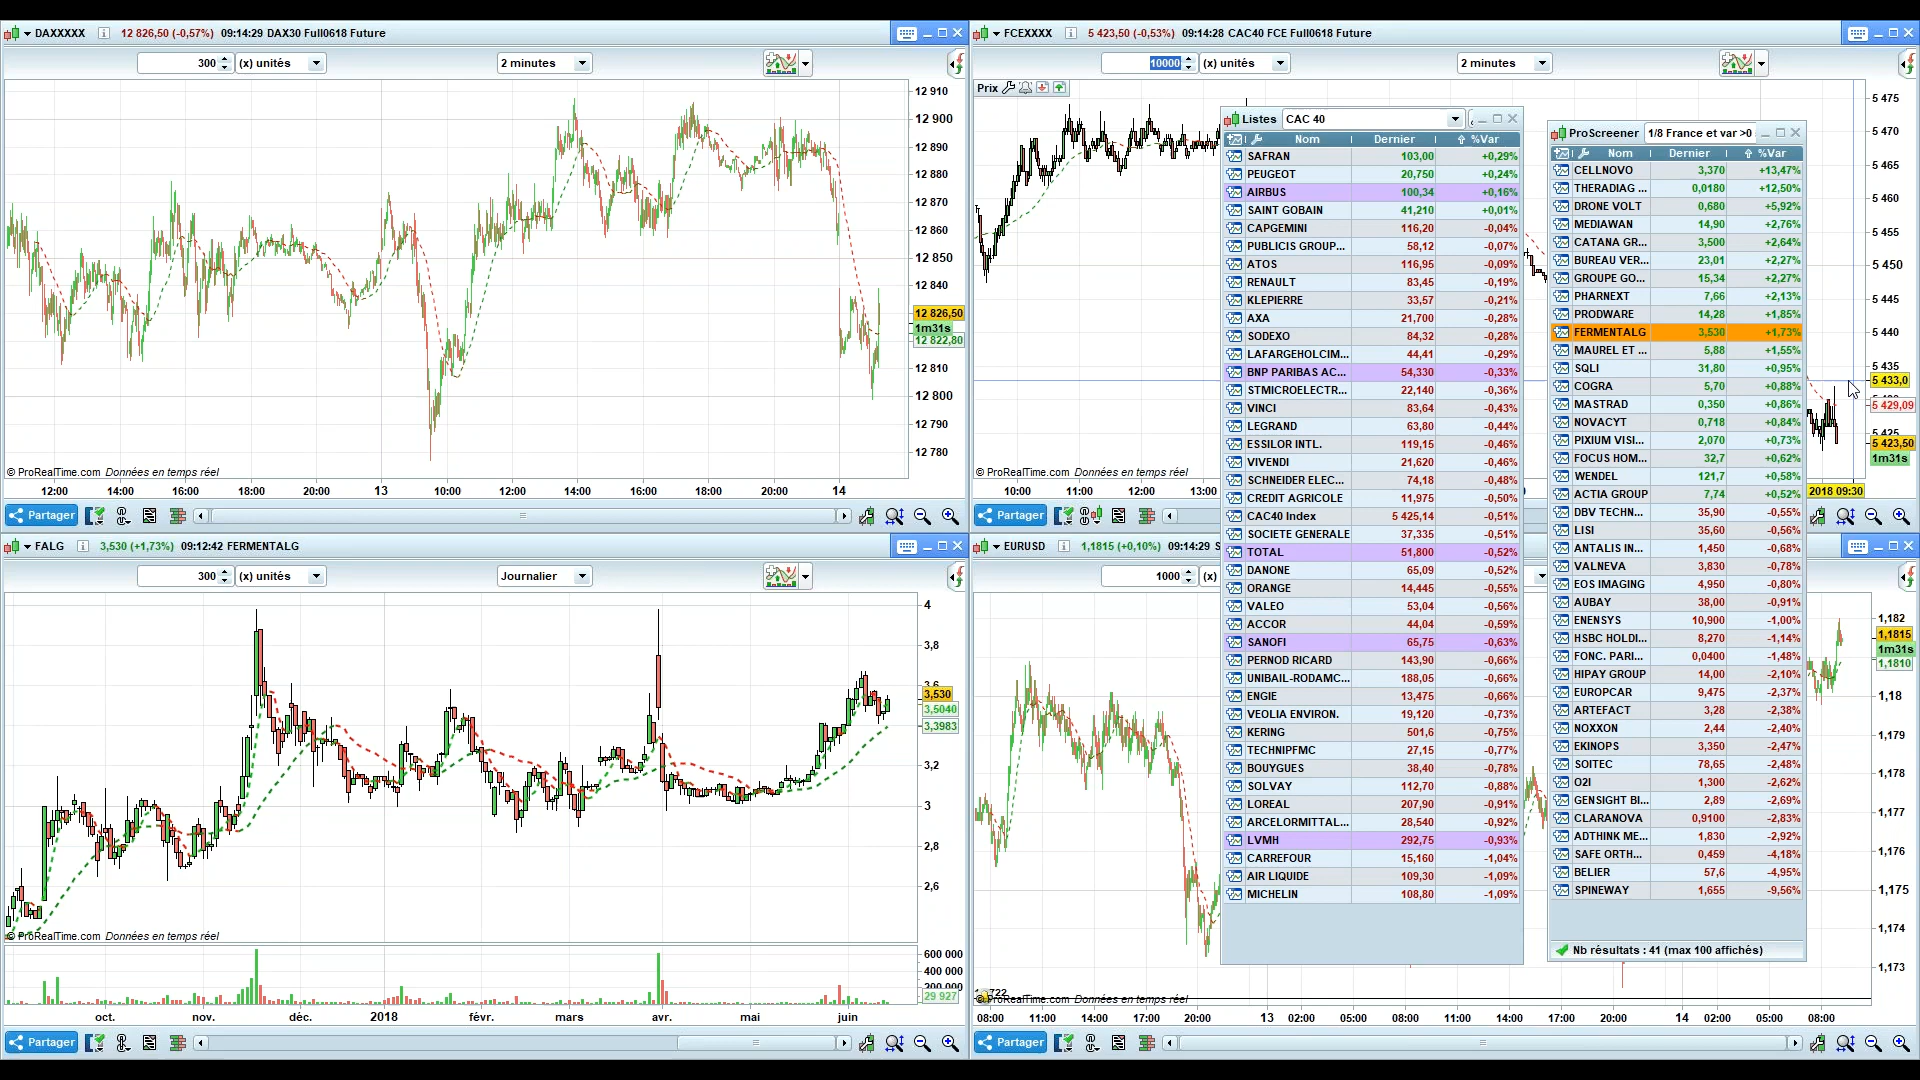 DAXXXXX 12 826,50 (-0,57%) 09:14:29 DAX30 Full0618 Future
300 (x) unités 2 minutes
12 910
12 900
12 890
12 880
12 870
12 860
12 850
12 840
12 826,50
1m31s
12 822,80
12 810
12 800
12 790
12 780
© ProRealTime.com Données en temps réel
12:00 14:00 16:00 18:00 20:00 13 10:00 12:00 14:00 16:00 18:00 20:00 14
Partager
FCEXXXX 5 423,50 (-0,53%) 09:14:28 CAC40 FCE Full0618 Future
10000 (x) unités 2 minutes
Prix
5 475
5 470
5 465
5 460
5 455
5 450
5 445
5 440
5 435
5 433,0
5 429,09
5 425
5 423,50
1m31s
© ProRealTime.com Données en temps réel
10:00 11:00 12:00 13:00
2018 09:30
Partager
Listes CAC 40
Nom Dernier %Var
SAFRAN 103,00 +0,29%
PEUGEOT 20,750 +0,24%
AIRBUS 100,34 +0,16%
SAINT GOBAIN 41,210 +0,01%
CAPGEMINI 116,20 -0,04%
PUBLICIS GROUP... 58,12 -0,07%
ATOS 116,95 -0,09%
RENAULT 83,45 -0,19%
KLEPIERRE 33,57 -0,21%
AXA 21,700 -0,28%
SODEXO 84,32 -0,28%
LAFARGEHOLCIM... 44,41 -0,29%
BNP PARIBAS AC... 54,330 -0,33%
STMICROELECTR... 22,140 -0,36%
VINCI 83,64 -0,43%
LEGRAND 63,80 -0,44%
ESSILOR INTL. 119,15 -0,46%
VIVENDI 21,620 -0,46%
SCHNEIDER ELEC... 74,18 -0,48%
CREDIT AGRICOLE 11,975 -0,50%
CAC40 Index 5 425,14 -0,51%
SOCIETE GENERALE 37,335 -0,51%
TOTAL 51,800 -0,52%
DANONE 65,09 -0,52%
ORANGE 14,445 -0,55%
VALEO 53,04 -0,56%
ACCOR 44,04 -0,59%
SANOFI 65,75 -0,63%
PERNOD RICARD 143,90 -0,66%
UNIBAIL-RODAMC... 188,05 -0,66%
ENGIE 13,475 -0,66%
VEOLIA ENVIRON. 19,120 -0,73%
KERING 501,6 -0,75%
TECHNIPFMC 27,15 -0,77%
BOUYGUES 38,40 -0,78%
SOLVAY 112,70 -0,88%
LOREAL 207,90 -0,91%
ARCELORMITTAL... 28,540 -0,92%
LVMH 292,75 -0,93%
CARREFOUR 15,160 -1,04%
AIR LIQUIDE 109,30 -1,09%
MICHELIN 108,80 -1,09%
ProScreener 1/8 France et var >0
Nom Dernier %Var
CELLNOVO 3,370 +13,47%
THERADIAG ... 0,0180 +12,50%
DRONE VOLT 0,680 +5,92%
MEDIAWAN 14,90 +2,76%
CATANA GR... 3,500 +2,64%
BUREAU VER... 23,01 +2,27%
GROUPE GO... 15,34 +2,27%
PHARNEXT 7,66 +2,13%
PRODWARE 14,28 +1,85%
FERMENTALG 3,530 +1,73%
MAUREL ET ... 5,88 +1,55%
SQLI 31,80 +0,95%
COGRA 5,70 +0,88%
MASTRAD 0,350 +0,86%
NOVACYT 0,718 +0,84%
PIXIUM VISI... 2,070 +0,73%
FOCUS HOM... 32,7 +0,62%
WENDEL 121,7 +0,58%
ACTIA GROUP 7,74 +0,52%
DBV TECHN... 35,90 -0,55%
LISI 35,60 -0,56%
ANTALIS IN... 1,450 -0,68%
VALNEVA 3,830 -0,78%
EOS IMAGING 4,950 -0,80%
AUBAY 38,00 -0,91%
ENENSYS 10,900 -1,00%
HSBC HOLDI... 8,270 -1,14%
FONC. PARI... 0,0400 -1,48%
HIPAY GROUP 14,00 -2,10%
EUROPCAR 9,475 -2,37%
ARTEFACT 3,28 -2,38%
NOXXON 2,44 -2,40%
EKINOPS 3,350 -2,47%
SOITEC 78,65 -2,48%
O2I 1,300 -2,62%
GENSIGHT BI... 2,89 -2,69%
CLARANOVA 0,9100 -2,83%
ADTHINK ME... 1,830 -2,92%
SAFE ORTH... 0,459 -4,18%
BELIER 57,6 -4,95%
SPINEWAY 1,655 -9,56%
Nb résultats : 41 (max 100 affichés)
FALG 3,530 (+1,73%) 09:12:42 FERMENTALG
300 (x) unités Journalier
4
3,8
3,6
3,530
3,5040
3,3983
3,2
3
2,8
2,6
© ProRealTime.com Données en temps réel
600 000
400 000
200 000
29 927
oct. nov. déc. 2018 févr. mars avr. mai juin
Partager
EURUSD 1,1815 (+0,10%) 09:14:29
1000 (x)
1,182
1,1815
1m31s
1,1810
1,18
1,179
1,178
1,177
1,176
1,175
1,174
1,173
© ProRealTime.com Données en temps réel
08:00 11:00 14:00 17:00 20:00 13 02:00 05:00 08:00 11:00 14:00 17:00 20:00 14 02:00 05:00 08:00
Partager